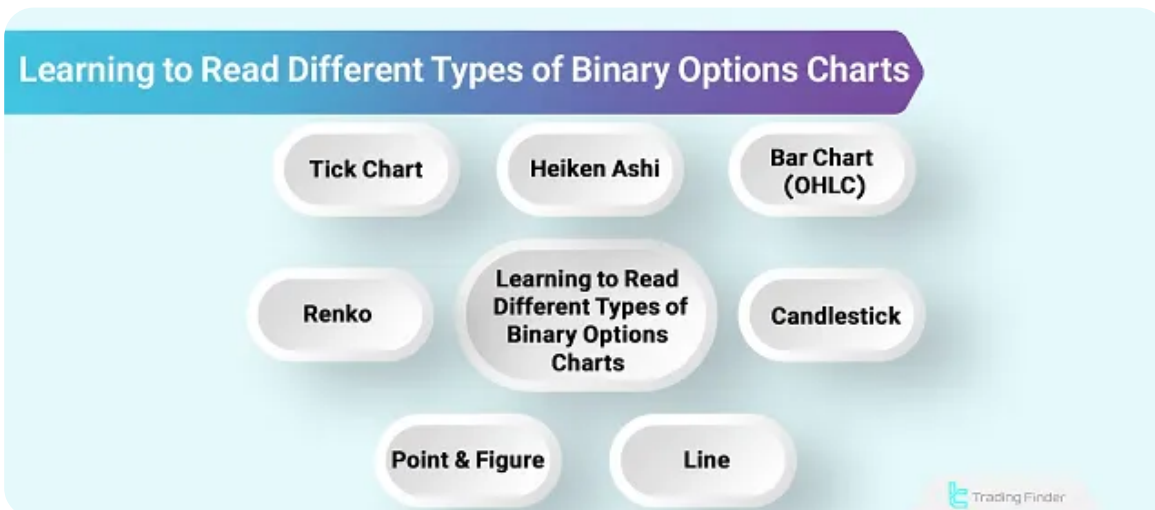 Learning to Read Different Types of Binary Options Charts
Tick Chart
Heiken Ashi
Bar Chart
(OHLC)
Renko
Learning to Read
Different Types of
Binary Options
Charts
Candlestick
Point & Figure
Line
Trading Finder